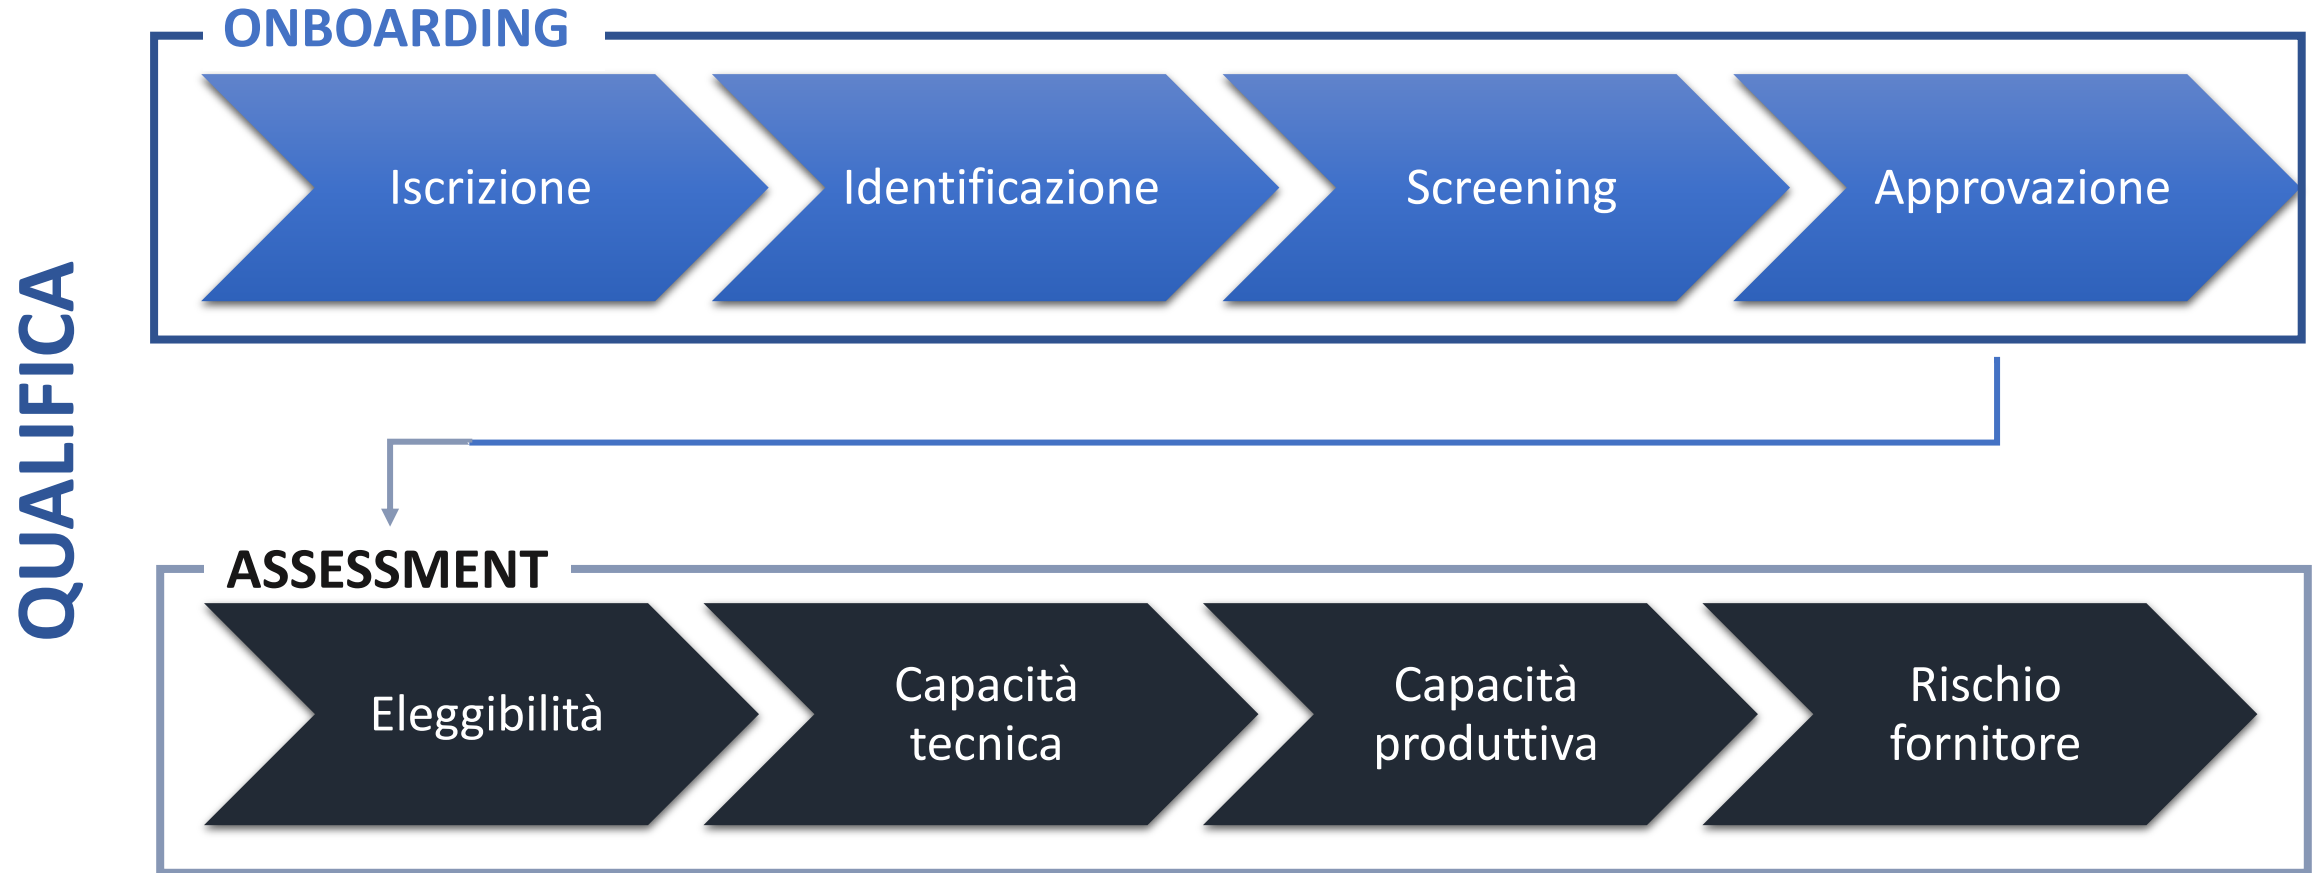 QUALIFICA
ONBOARDING
Iscrizione
Identificazione
Screening
Approvazione
ASSESSMENT
Eleggibilità
Capacità
tecnica
Capacità
produttiva
Rischio
fornitore